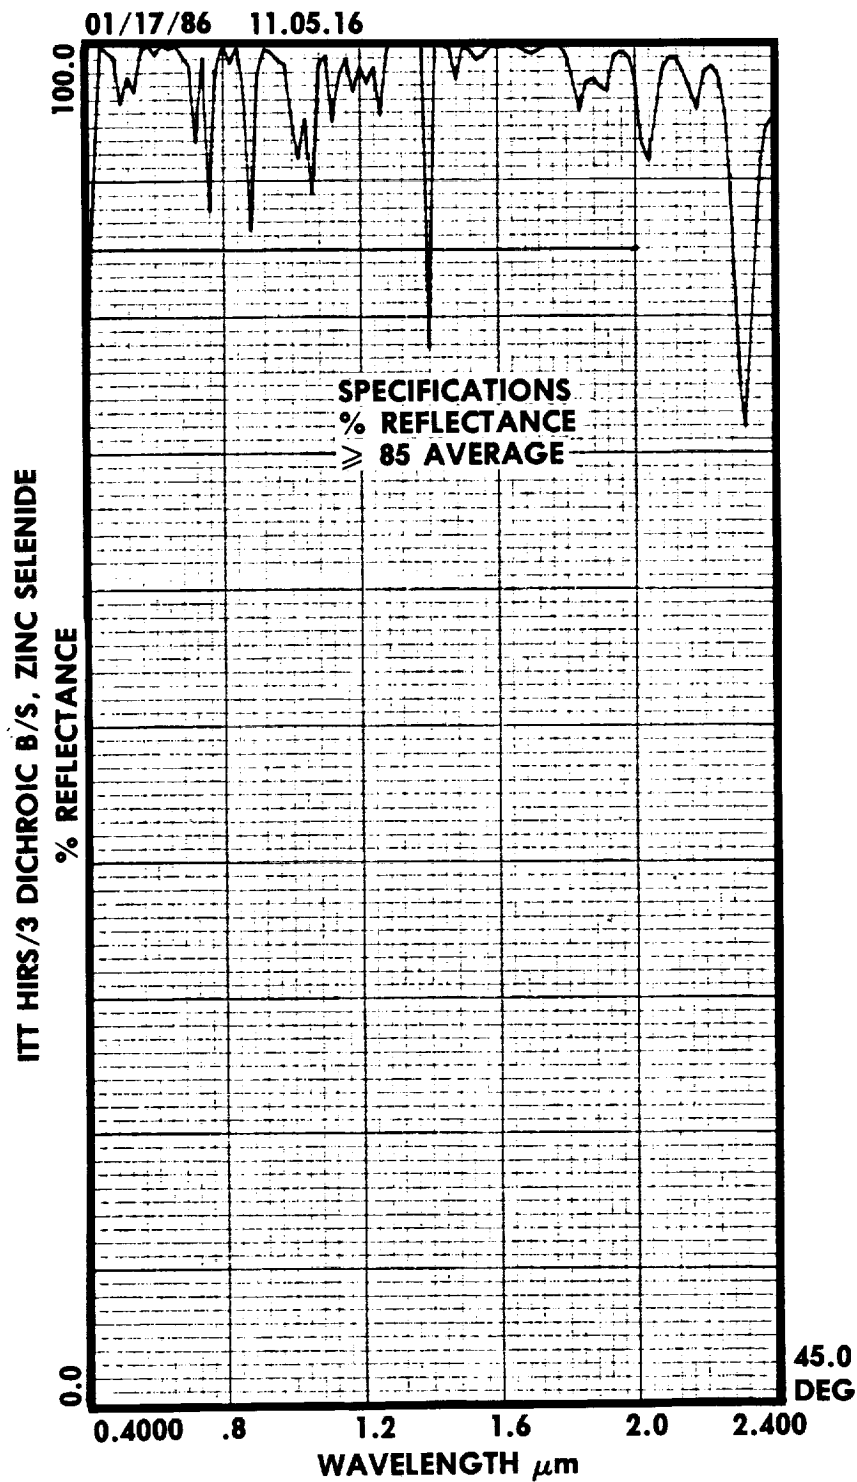 01/17/86 11.05.16
100.0
SPECIFICATIONS
% REFLECTANCE
⩾ 85 AVERAGE
ITT HIRS/3 DICHROIC B/S, ZINC SELENIDE
% REFLECTANCE
0.0
45.0
DEG
0.4000 .8 1.2 1.6 2.0 2.400
WAVELENGTH μm